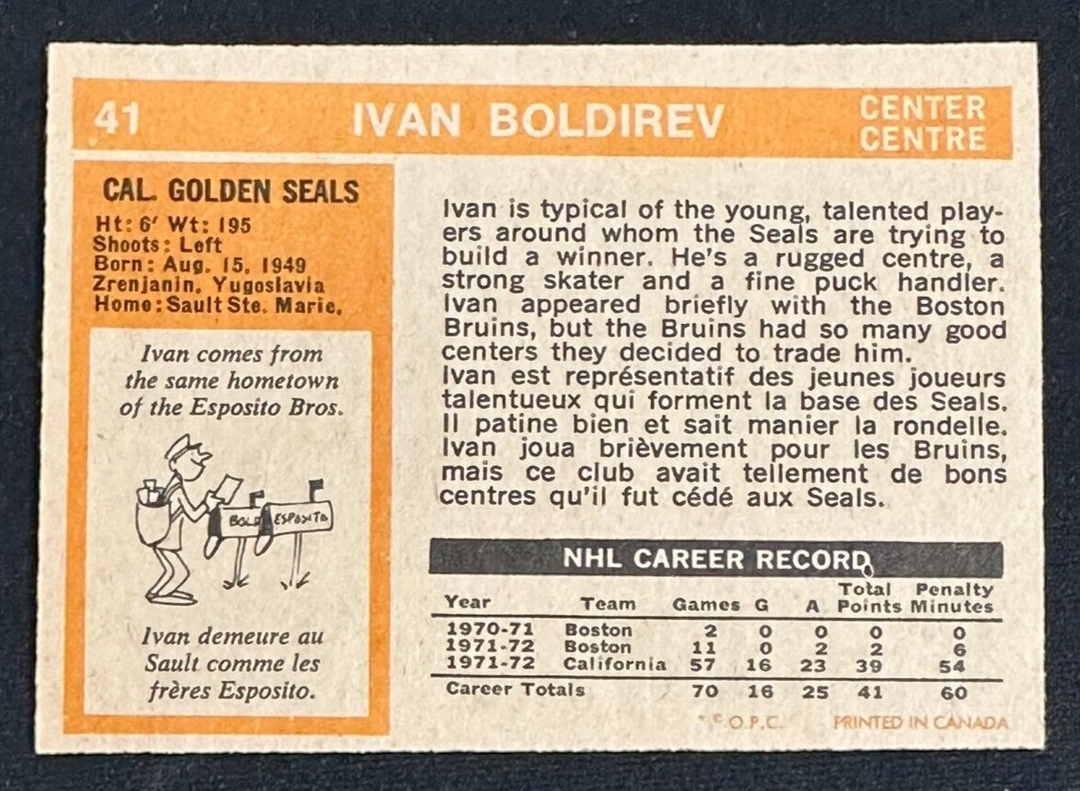 41 IVAN BOLDIREV CENTER
CENTRE
CAL. GOLDEN SEALS
Ht: 6' Wt: 195
Shoots: Left
Born: Aug. 15, 1949
Zrenjanin, Yugoslavia
Home: Sault Ste. Marie.
Ivan comes from
the same hometown
of the Esposito Bros.
BOLD
ESPOSITO
Ivan demeure au
Sault comme les
frères Esposito.
Ivan is typical of the young, talented play-
ers around whom the Seals are trying to
build a winner. He's a rugged centre, a
strong skater and a fine puck handler.
Ivan appeared briefly with the Boston
Bruins, but the Bruins had so many good
centers they decided to trade him.
Ivan est représentatif des jeunes joueurs
talentueux qui forment la base des Seals.
Il patine bien et sait manier la rondelle.
Ivan joua brièvement pour les Bruins,
mais ce club avait tellement de bons
centres qu'il fut cédé aux Seals.
NHL CAREER RECORD
Year Team Games G A Total Points Penalty Minutes
1970-71 Boston 2 0 0 0 0
1971-72 Boston 11 0 2 2 6
1971-72 California 57 16 23 39 54
Career Totals 70 16 25 41 60
* © O.P.C. PRINTED IN CANADA